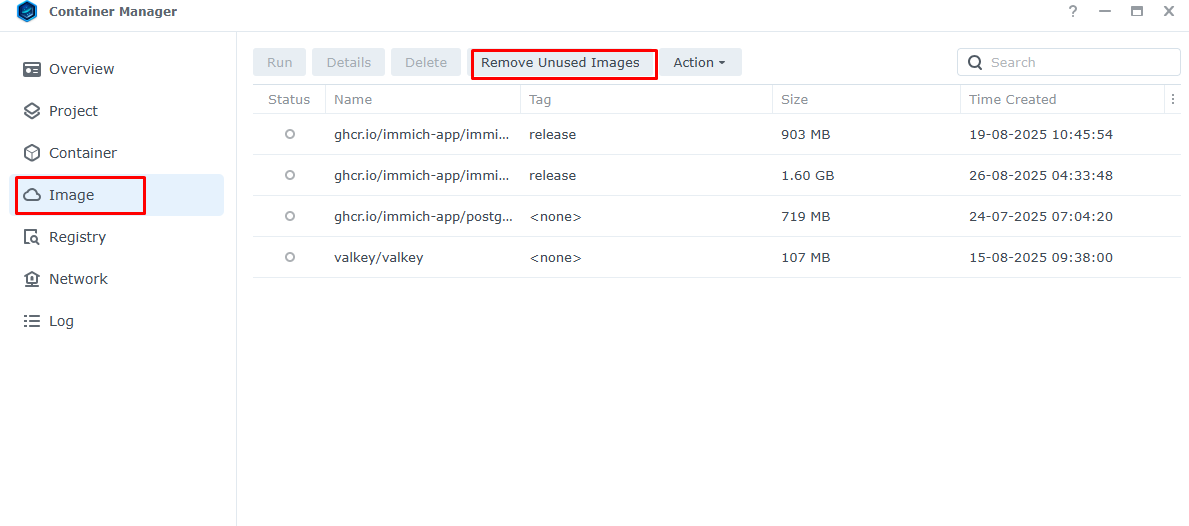 Container Manager
?
Overview
Project
Container
Image
Registry
Network
Log
Run Details Delete Remove Unused Images Action
Search
Status Name Tag Size Time Created
ghcr.io/immich-app/immi... release 903 MB 19-08-2025 10:45:54
ghcr.io/immich-app/immi... release 1.60 GB 26-08-2025 04:33:48
ghcr.io/immich-app/postg... <none> 719 MB 24-07-2025 07:04:20
valkey/valkey <none> 107 MB 15-08-2025 09:38:00